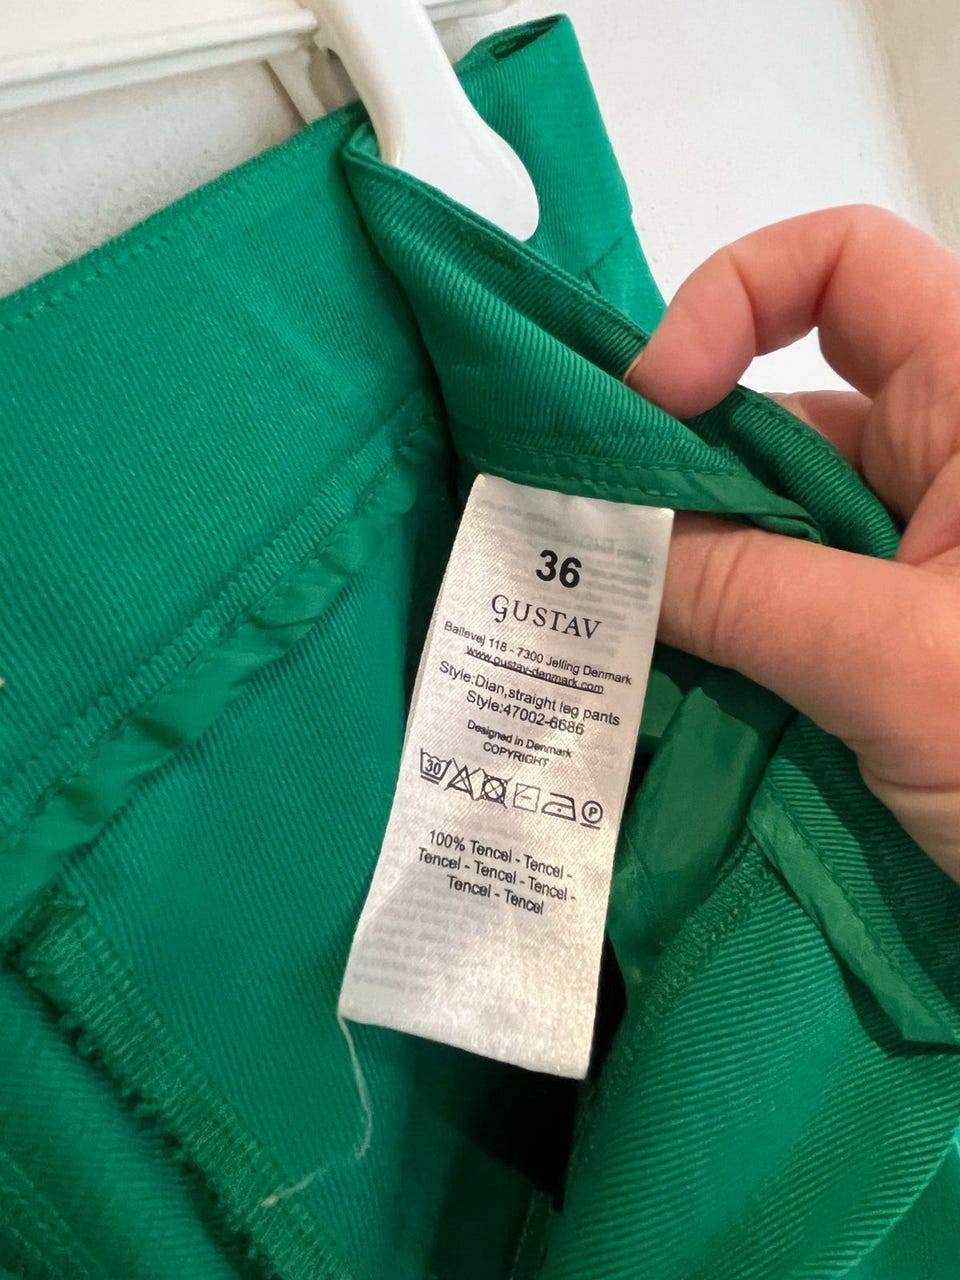 36
GUSTAV
Ballevej 118 - 7300 Jelling Denmark
www.gustav-denmark.com
Style:Dian,straight leg pants
Style:47002-6686
Designed in Denmark
COPYRIGHT
30
P
100% Tencel - Tencel -
Tencel - Tencel - Tencel -
Tencel - Tencel